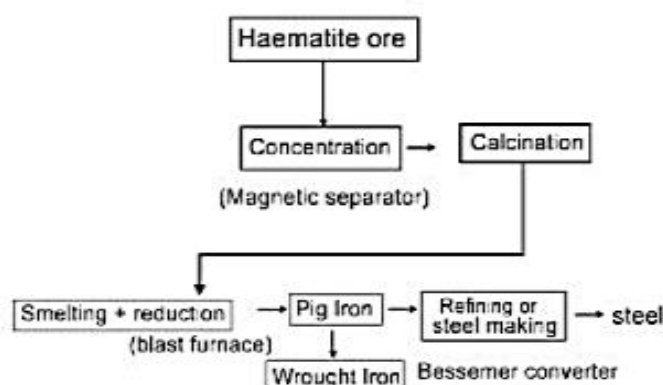 Haematite ore
Concentration
Calcination
(Magnetic separator)
Smelting + reduction
(blast furnace)
Pig Iron
Refining or
steel making
steel
Wrought Iron
Bessemer converter